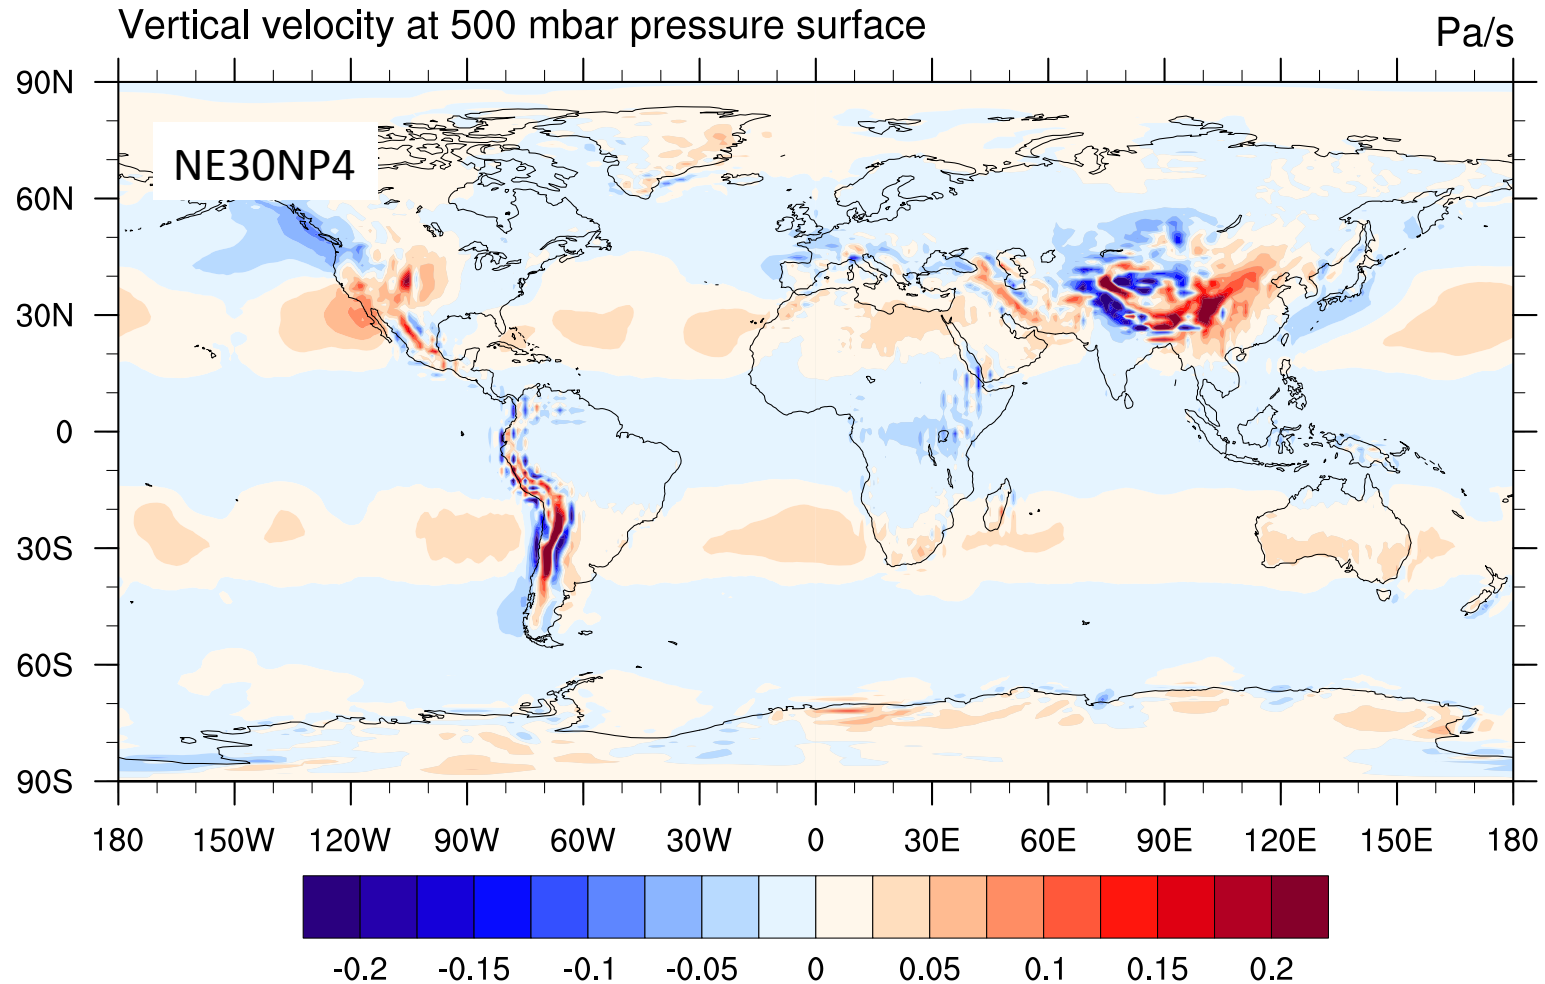 Vertical velocity at 500 mbar pressure surface Pa/s
90N
NE30NP4
60N
30N
0
30S
60S
90S
180 150W 120W 90W 60W 30W 0 30E 60E 90E 120E 150E 180
-0.2 -0.15 -0.1 -0.05 0 0.05 0.1 0.15 0.2